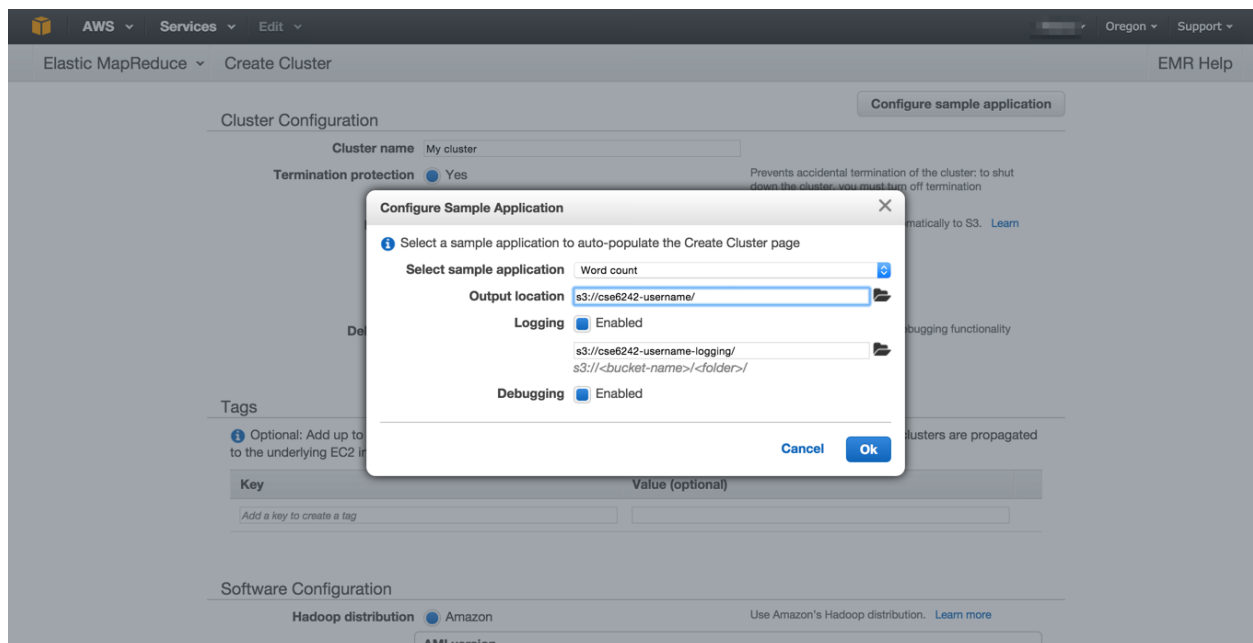 AWS Services Edit Oregon Support
Elastic MapReduce Create Cluster EMR Help
Configure sample application
Cluster Configuration
Cluster name My cluster
Termination protection Yes
Prevents accidental termination of the cluster: to shut
down the cluster, you must turn off termination
Configure Sample Application
matically to S3. Learn
Select a sample application to auto-populate the Create Cluster page
Select sample application Word count
Output location s3://cse6242-username/
Logging Enabled
De
bugging functionality
s3://cse6242-username-logging/
s3://<bucket-name>/<folder>/
Debugging Enabled
Tags
Optional: Add up to
lusters are propagated
to the underlying EC2 in
Cancel Ok
Key Value (optional)
Add a key to create a tag
Software Configuration
Hadoop distribution Amazon
Use Amazon's Hadoop distribution. Learn more
AMI version